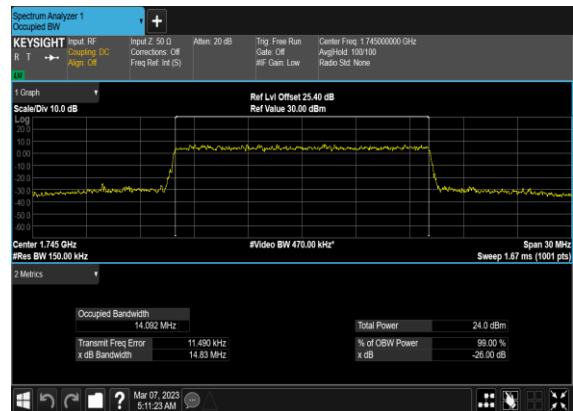 Spectrum Analyzer 1
Occupied BW
KEYSIGHT Input: RF Input Z: 50 Ω Atten: 20 dB Trig: Free Run Center Freq: 1.745000000 GHz
R T Coupling: DC Corrections: Off Gate: Off Avg|Hold: 100/100
Align: Off Freq Ref: Int (S) #IF Gain: Low Radio Std: None
LW
1 Graph
Ref Lvl Offset 25.40 dB
Scale/Div 10.0 dB Ref Value 30.00 dBm
Log
20.0
10.0
0.00
-10.0
-20.0
-30.0
-40.0
-50.0
-60.0
Center 1.745 GHz #Video BW 470.00 kHz* Span 30 MHz
#Res BW 150.00 kHz Sweep 1.67 ms (1001 pts)
2 Metrics
Occupied Bandwidth
14.092 MHz Total Power 24.0 dBm
Transmit Freq Error 11.490 kHz % of OBW Power 99.00 %
x dB Bandwidth 14.83 MHz x dB -26.00 dB
? Mar 07, 2023
5:11:23 AM